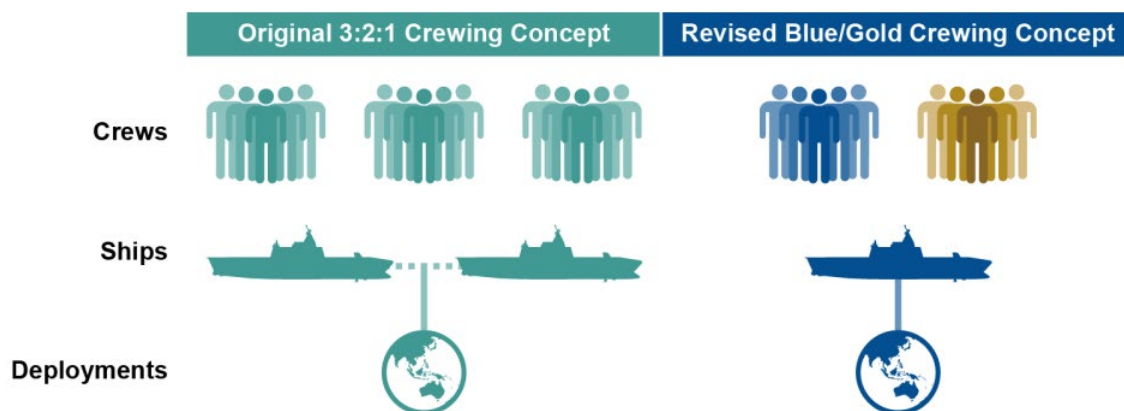 Original 3:2:1 Crewing Concept
Revised Blue/Gold Crewing Concept
Crews
Ships
Deployments